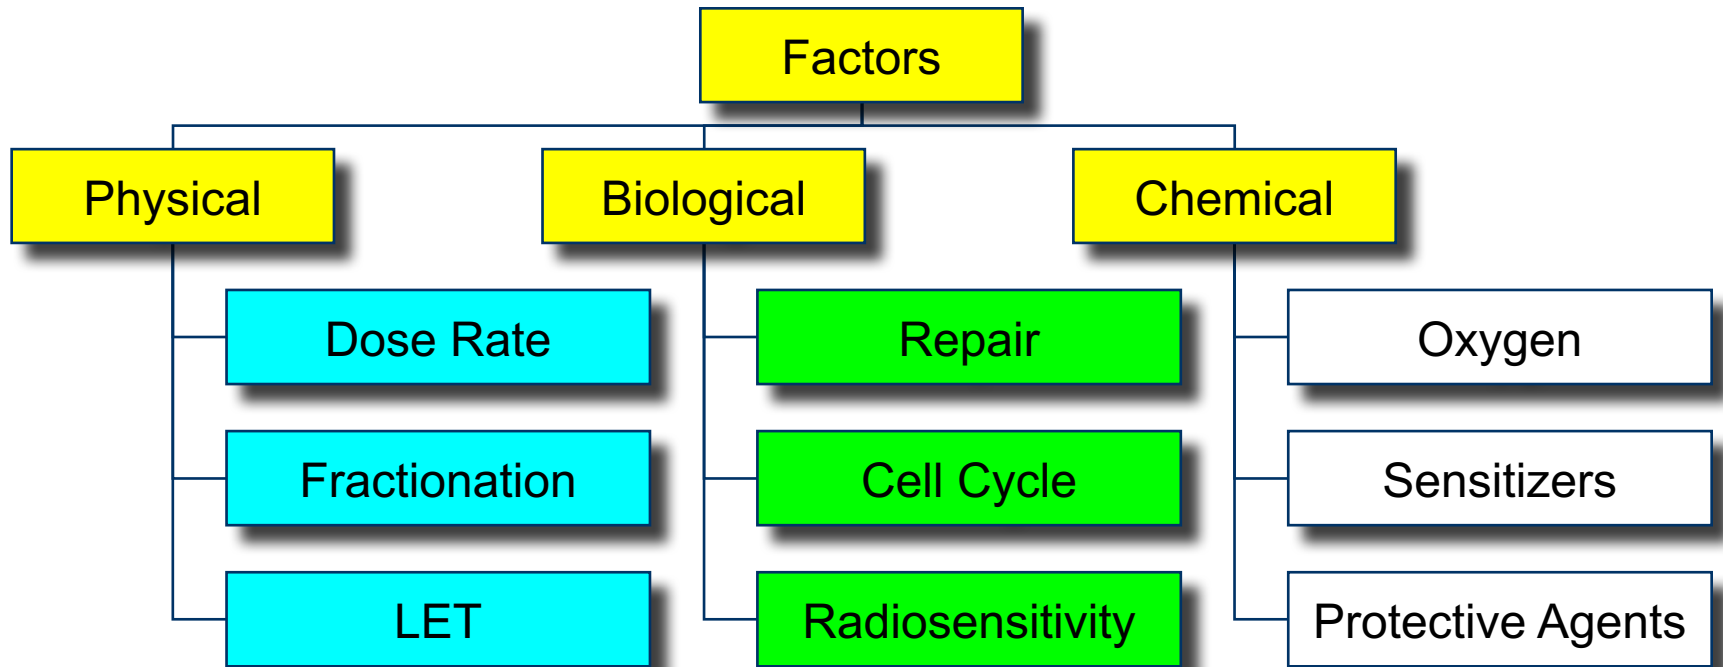 Factors
Physical
Biological
Chemical
Dose Rate
Repair
Oxygen
Fractionation
Cell Cycle
Sensitizers
LET
Radiosensitivity
Protective Agents